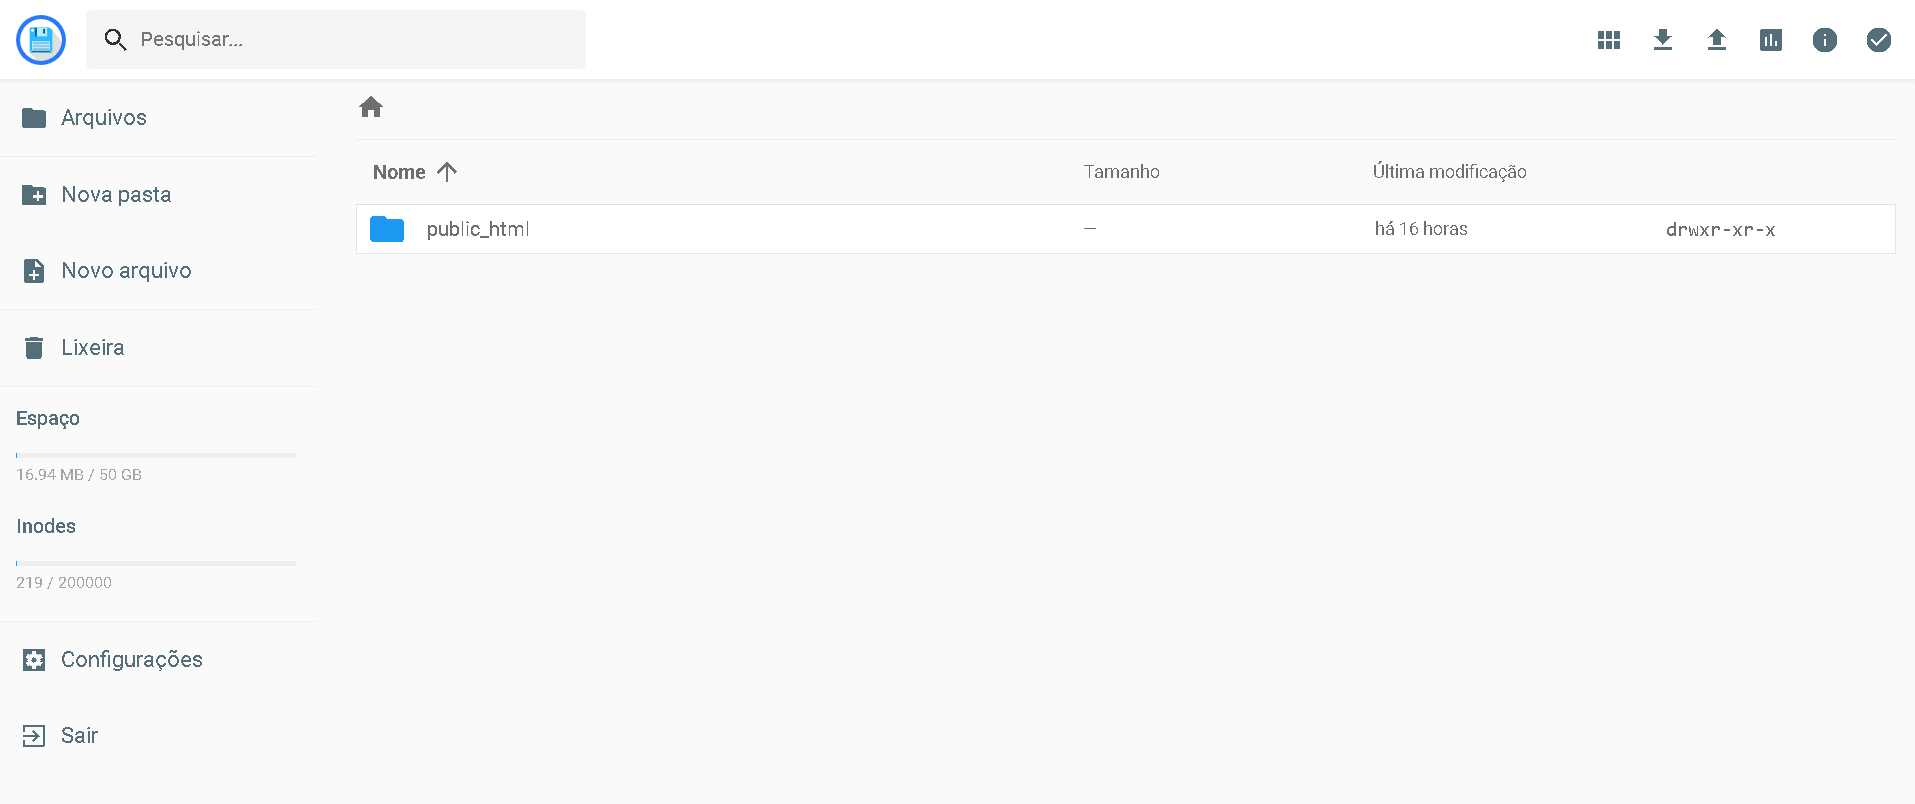 Pesquisar...
Arquivos
Nova pasta
Novo arquivo
Lixeira
Espaço
16.94 MB / 50 GB
Inodes
219 / 200000
Configurações
Sair
Nome Tamanho Última modificação
public_html — há 16 horas drwxr-xr-x